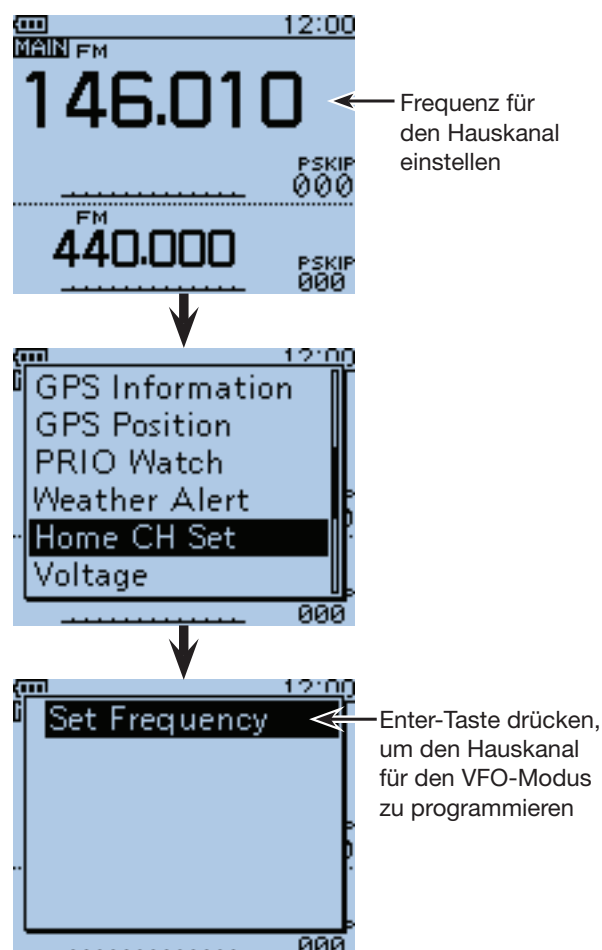 12:00
MAIN FM
146.010
PSKIP
000
FM
440.000
PSKIP
000
Frequenz für
den Hauskanal
einstellen
12:00
GPS Information
GPS Position
PRIO Watch
Weather Alert
Home CH Set
Voltage
000
12:00
Set Frequency
000
Enter-Taste drücken,
um den Hauskanal
für den VFO-Modus
zu programmieren